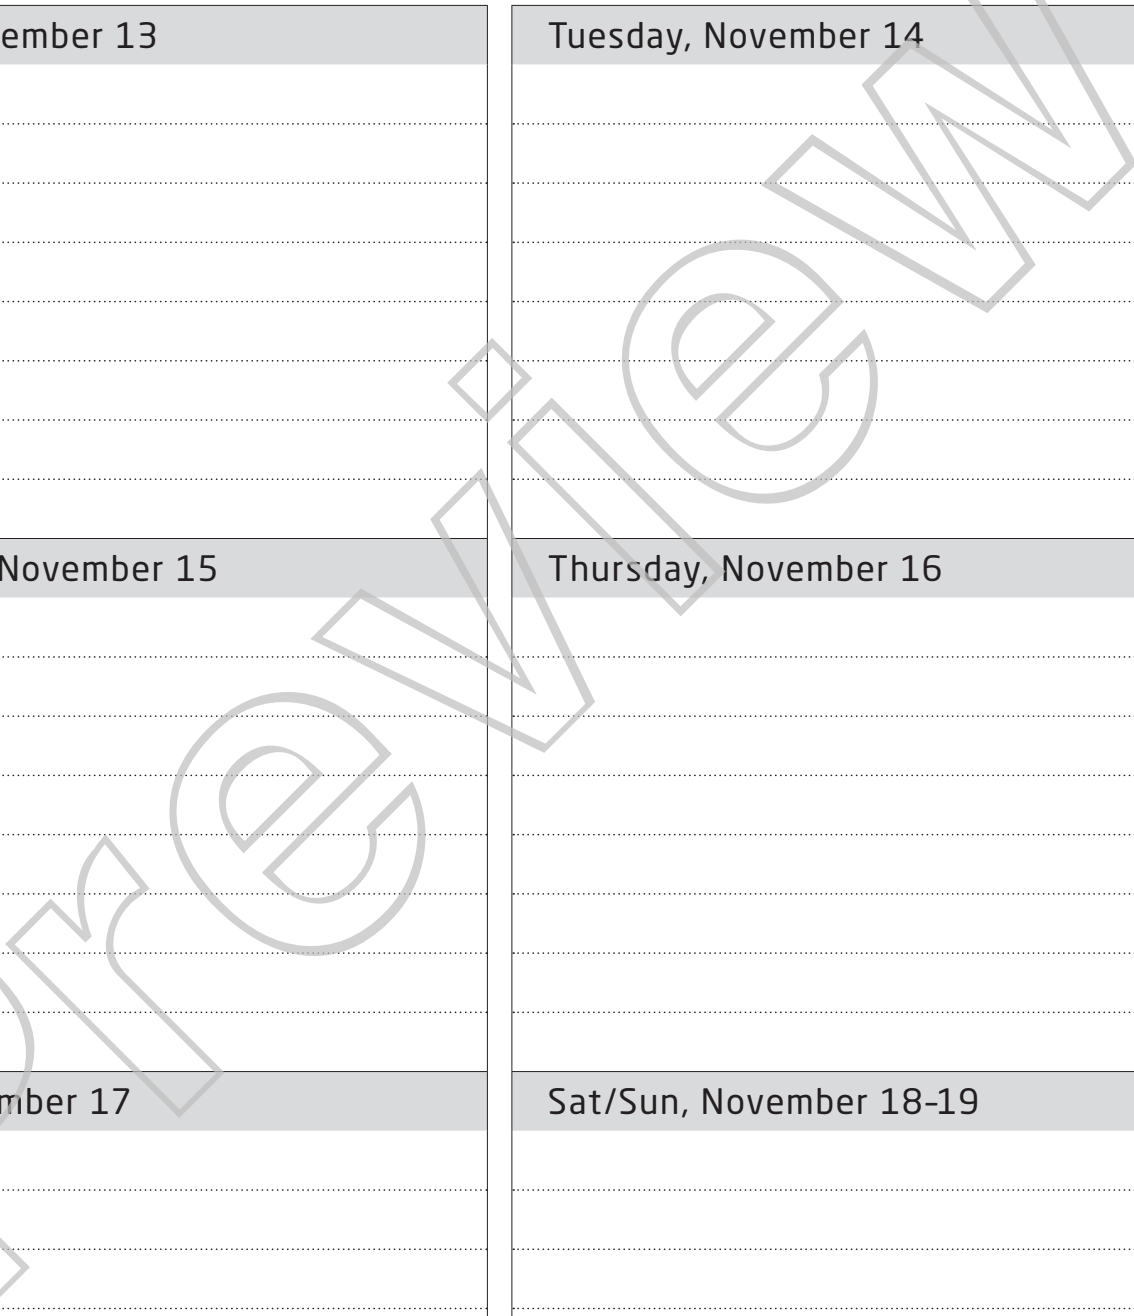 ember 13
Tuesday, November 14
November 15
Thursday, November 16
mber 17
Sat/Sun, November 18–19
Preview